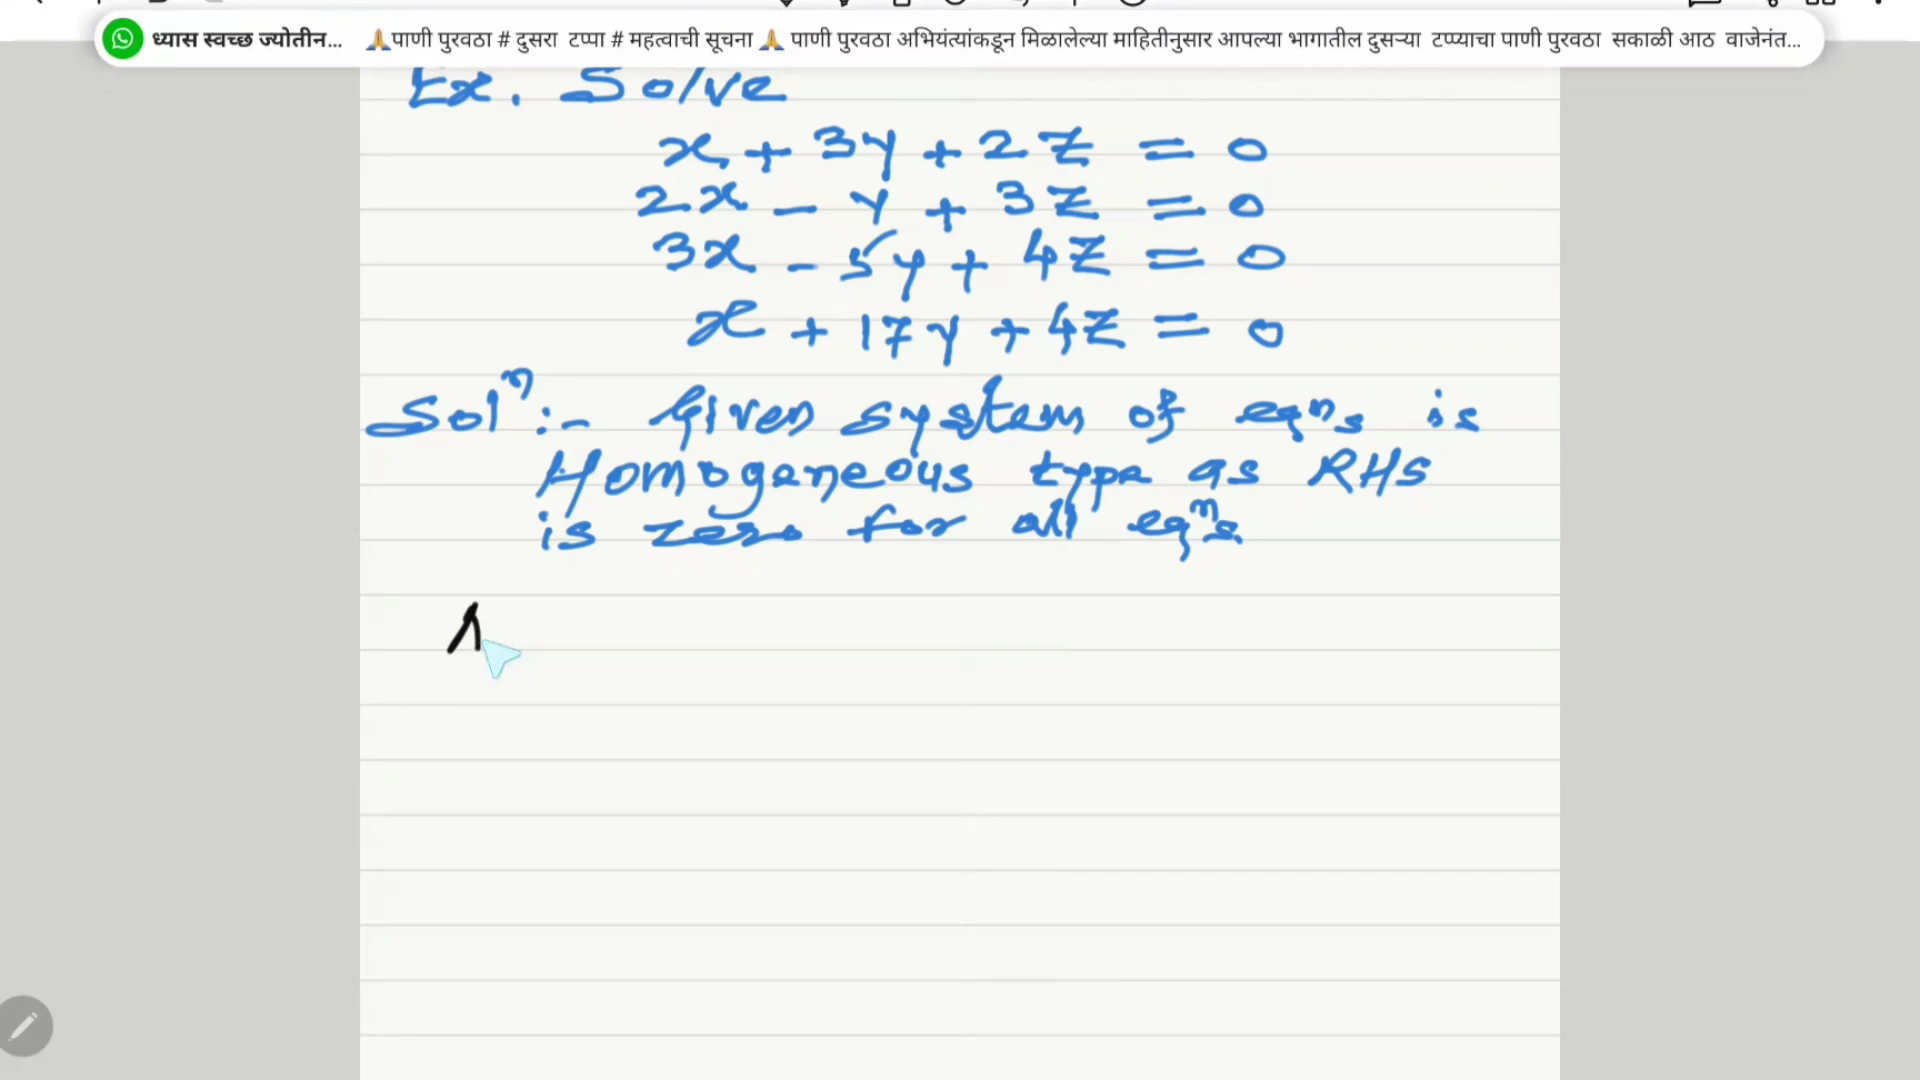 ध्यास स्वच्छ ज्योतीन... 🙏पाणी पुरवठा # दुसरा टप्पा # महत्वाची सूचना 🙏 पाणी पुरवठा अभियंत्यांकडून मिळालेल्या माहितीनुसार आपल्या भागातील दुसऱ्या टप्प्याचा पाणी पुरवठा सकाळी आठ वाजेनंत...
Ex. Solve
x + 3y + 2z = 0
2x - y + 3z = 0
3x - 5y + 4z = 0
x + 17y + 4z = 0
Solⁿ :- Given system of eqⁿs is
Homogeneous type as RHS
is zero for all eqⁿs.